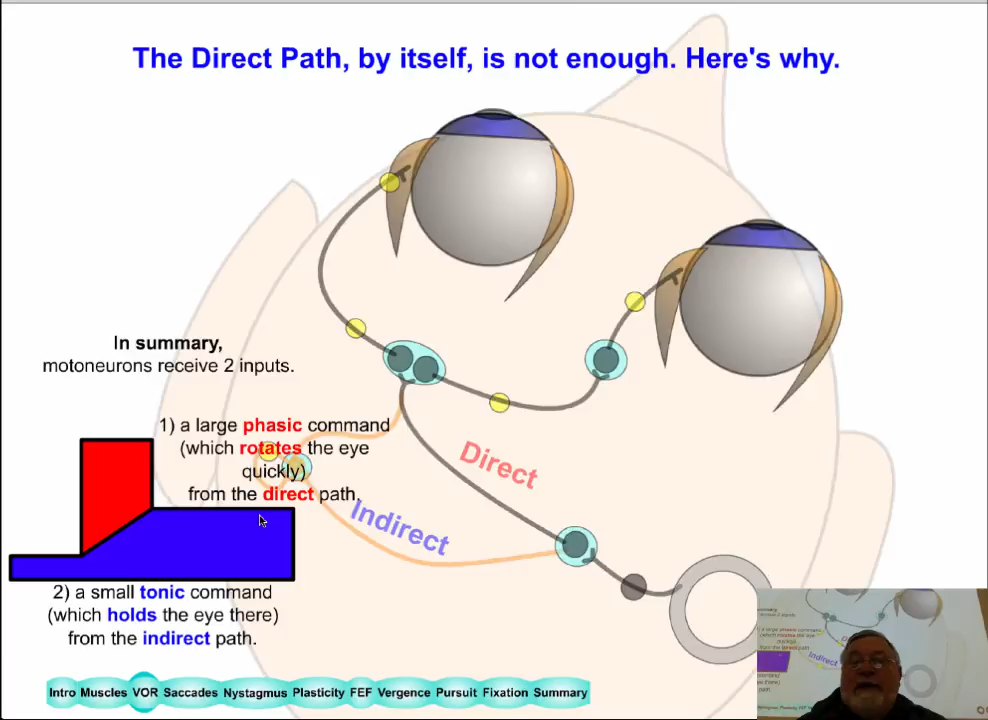 The Direct Path, by itself, is not enough. Here's why.
In summary,
motoneurons receive 2 inputs.
1) a large phasic command
(which rotates the eye
quickly)
from the direct path.
Direct
Indirect
2) a small tonic command
(which holds the eye there)
from the indirect path.
Intro Muscles VOR Saccades Nystagmus Plasticity FEF Vergence Pursuit Fixation Summary
Indirect